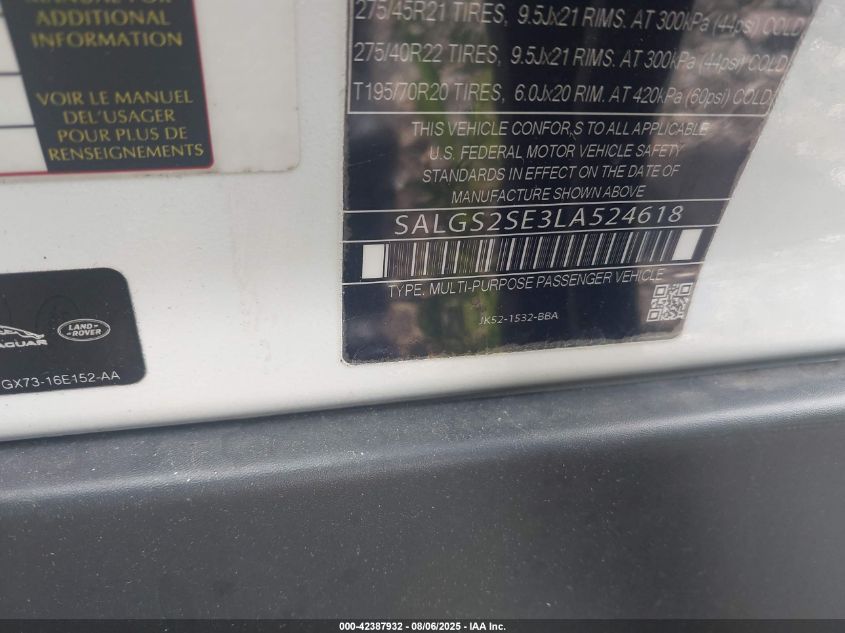 MANUAL FOR
ADDITIONAL
INFORMATION
VOIR LE MANUEL
DEL'USAGER
POUR PLUS DE
RENSEIGNEMENTS
275/45R21 TIRES, 9.5Jx21 RIMS. AT 300kPa (44psi) COLD
275/40R22 TIRES, 9.5Jx21 RIMS. AT 300kPa (44psi) COLD
T195/70R20 TIRES, 6.0Jx20 RIM. AT 420kPa (60psi) COLD
THIS VEHICLE CONFORMS TO ALL APPLICABLE
U.S. FEDERAL MOTOR VEHICLE SAFETY
STANDARDS IN EFFECT ON THE DATE OF
MANUFACTURE SHOWN ABOVE
SALGS2SE3LA524618
TYPE. MULTI-PURPOSE PASSENGER VEHICLE
JK52-1532-BBA
LAND-
ROVER
GX73-16E152-AA
000-42387932 - 08/06/2025 - IAA Inc.